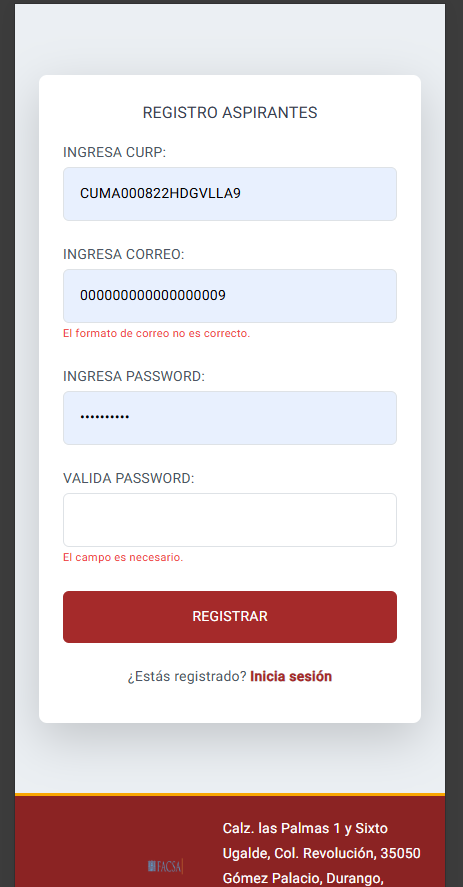 REGISTRO ASPIRANTES
INGRESA CURP:
CUMA000822HDGVLLA9
INGRESA CORREO:
000000000000000009
El formato de correo no es correcto.
INGRESA PASSWORD:
••••••••••
VALIDA PASSWORD:
El campo es necesario.
REGISTRAR
¿Estás registrado? Inicia sesión
FACSA
Calz. las Palmas 1 y Sixto
Ugalde, Col. Revolución, 35050
Gómez Palacio, Durango,